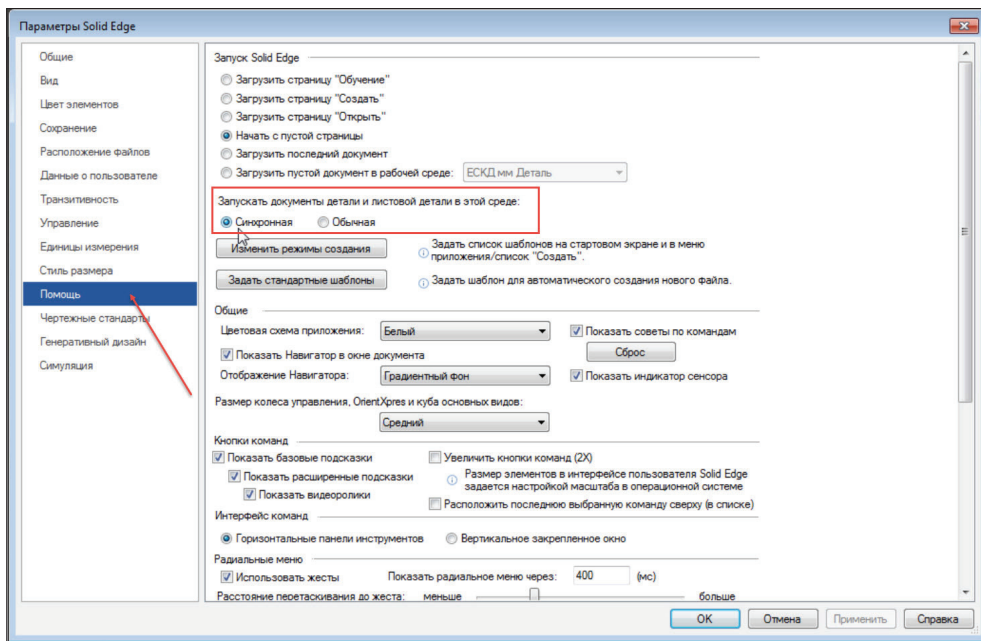 Параметры Solid Edge
Общие
Вид
Цвет элементов
Сохранение
Расположение файлов
Данные о пользователе
Транзитивность
Управление
Единицы измерения
Стиль размера
Помощь
Чертежные стандарты
Генеративный дизайн
Симуляция
Запуск Solid Edge
Загрузить страницу "Обучение"
Загрузить страницу "Создать"
Загрузить страницу "Открыть"
Начать с пустой страницы
Загрузить последний документ
Загрузить пустой документ в рабочей среде: ЕСКД мм Деталь
Запускать документы детали и листовой детали в этой среде:
Синхронная Обычная
Изменить режимы создания
Задать список шаблонов на стартовом экране и в меню
приложения/список "Создать".
Задать стандартные шаблоны
Задать шаблон для автоматического создания нового файла.
Общие
Цветовая схема приложения: Белый
Показать советы по командам
Сброс
Показать Навигатор в окне документа
Отображение Навигатора: Градиентный фон
Показать индикатор сенсора
Размер колеса управления, OrientXpres и куба основных видов:
Средний
Кнопки команд
Показать базовые подсказки
Увеличить кнопки команд (2X)
Показать расширенные подсказки
Размер элементов в интерфейсе пользователя Solid Edge
задается настройкой масштаба в операционной системе
Показать видеоролики
Расположить последнюю выбранную команду сверху (в списке)
Интерфейс команд
Горизонтальные панели инструментов Вертикальное закрепленное окно
Радиальные меню
Использовать жесты Показать радиальное меню через: 400 (мс)
Расстояние перетаскивания до жеста: меньше больше
OK Отмена Применить Справка